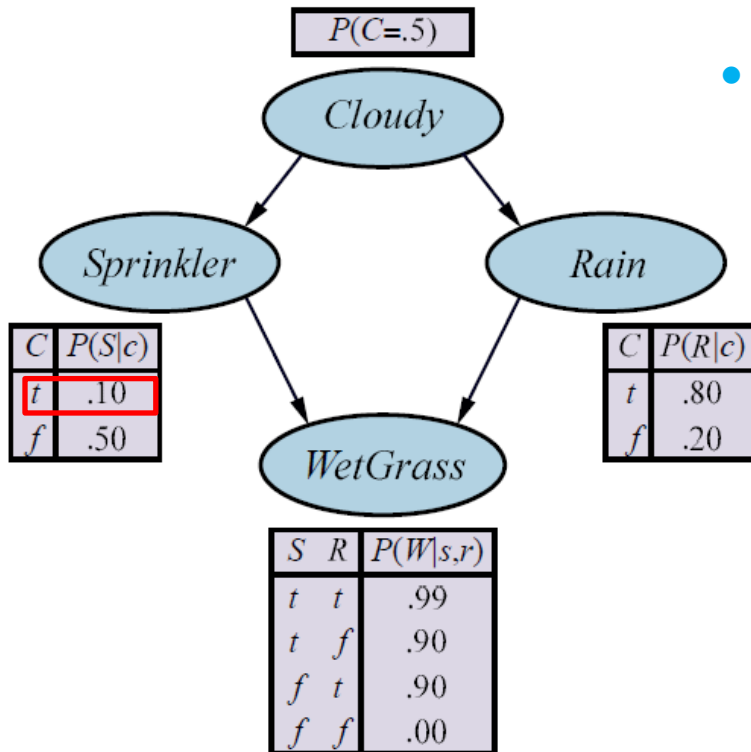 P(C=.5)
Cloudy
Sprinkler
Rain
C P(S|c)
t .10
f .50
C P(R|c)
t .80
f .20
WetGrass
S R P(W|s,r)
t t .99
t f .90
f t .90
f f .00